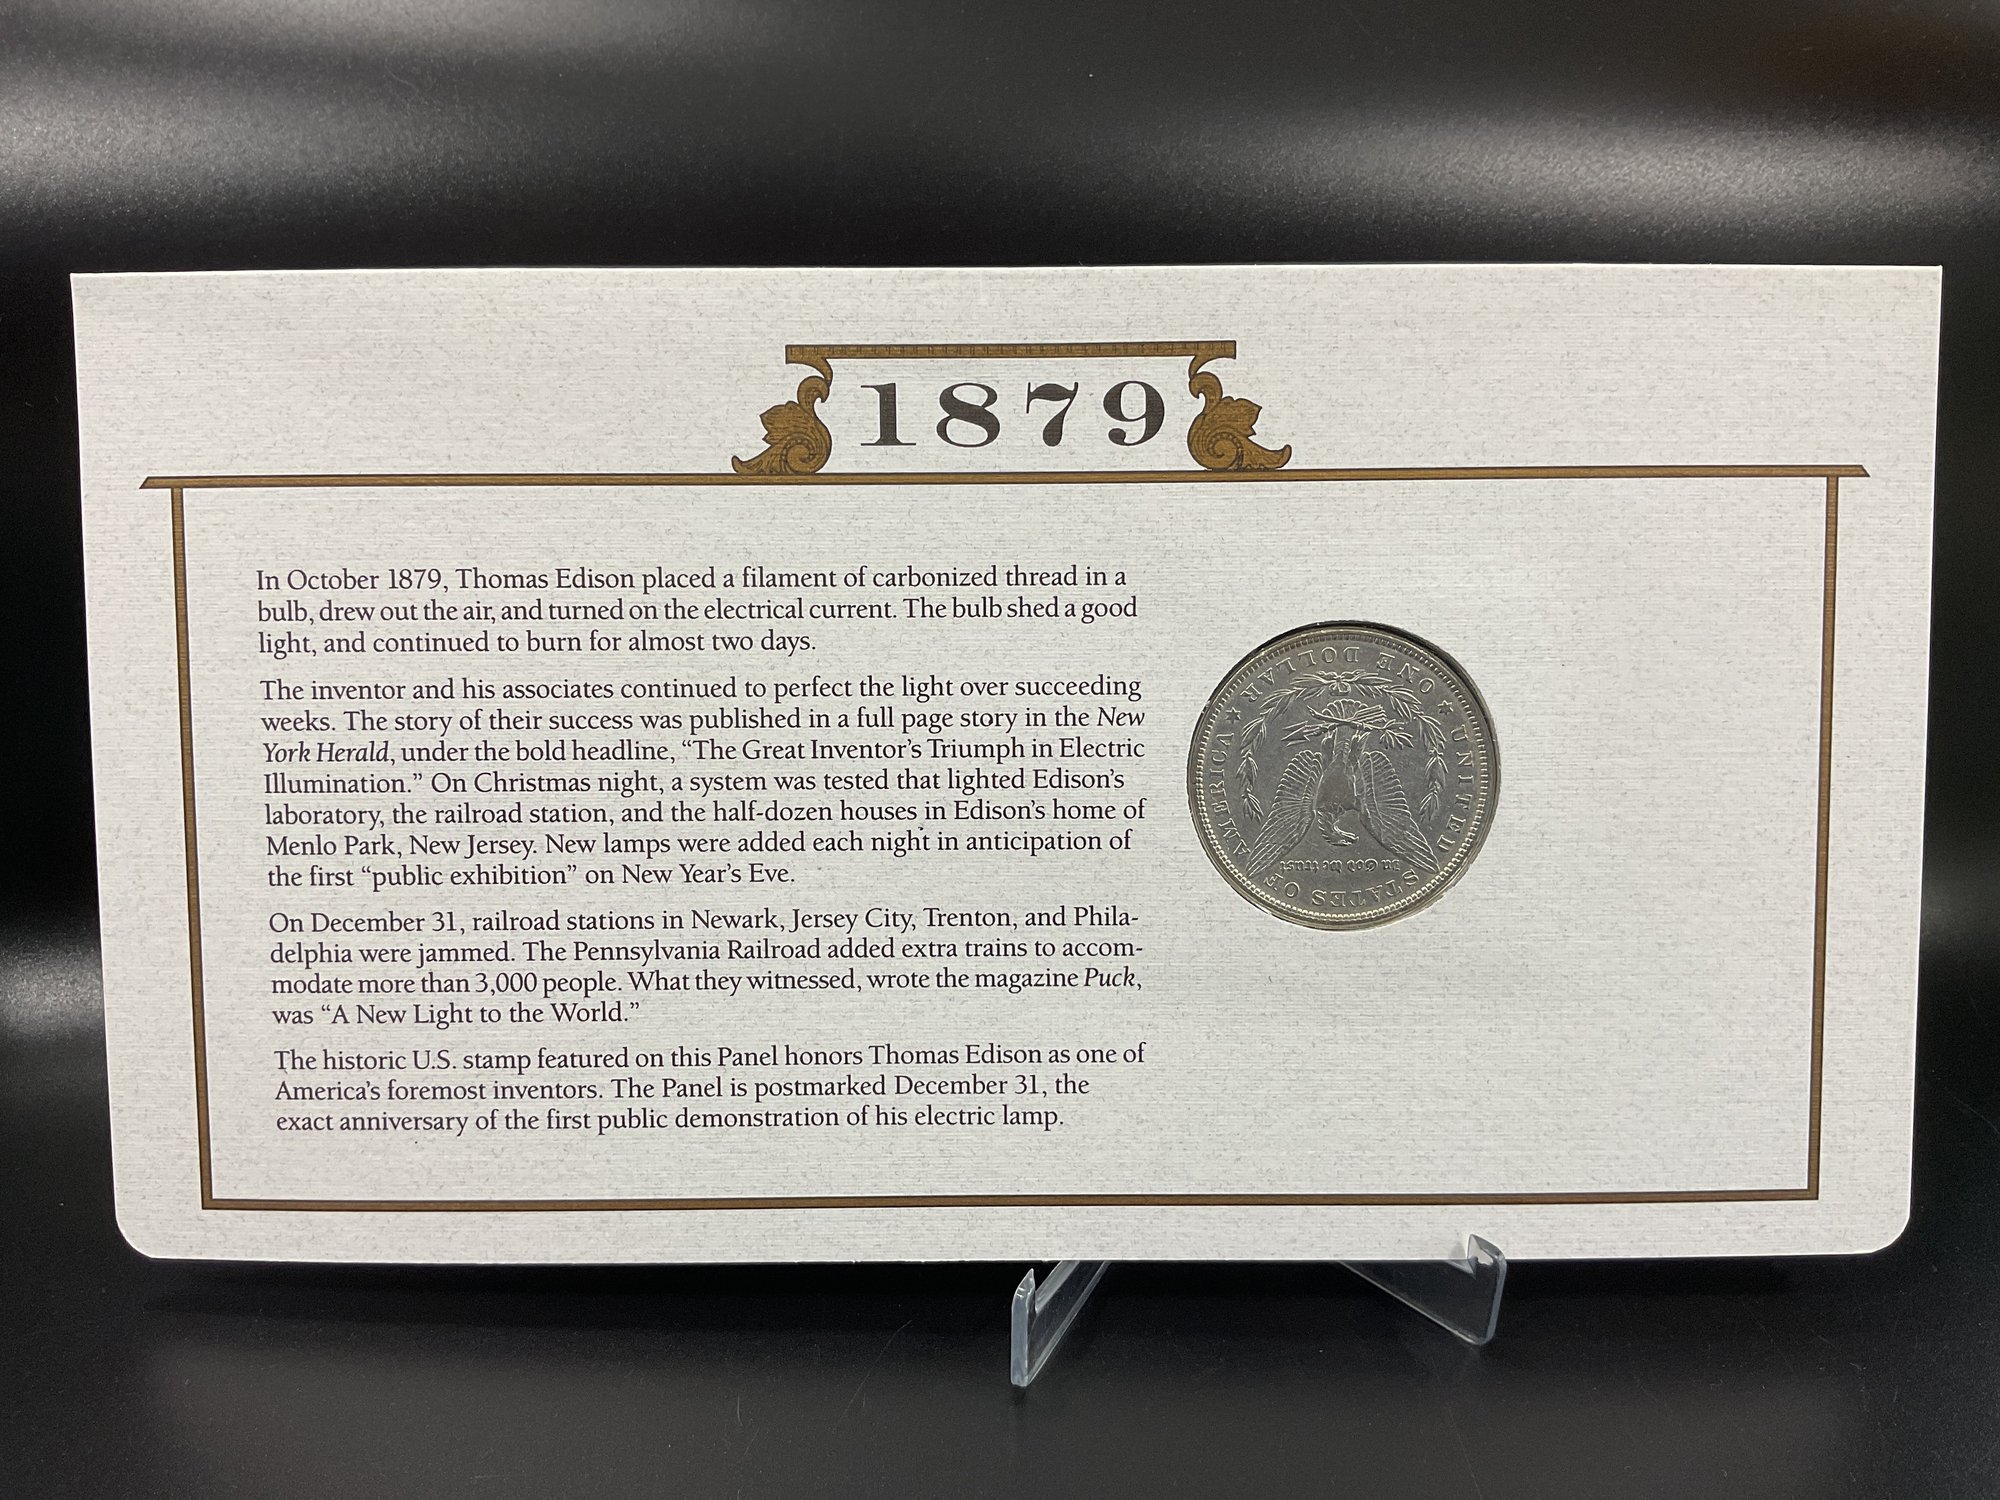 1879
In October 1879, Thomas Edison placed a filament of carbonized thread in a
bulb, drew out the air, and turned on the electrical current. The bulb shed a good
light, and continued to burn for almost two days.
The inventor and his associates continued to perfect the light over succeeding
weeks. The story of their success was published in a full page story in the New
York Herald, under the bold headline, “The Great Inventor’s Triumph in Electric
Illumination.” On Christmas night, a system was tested that lighted Edison’s
laboratory, the railroad station, and the half-dozen houses in Edison’s home of
Menlo Park, New Jersey. New lamps were added each night in anticipation of
the first “public exhibition” on New Year’s Eve.
On December 31, railroad stations in Newark, Jersey City, Trenton, and Phila-
delphia were jammed. The Pennsylvania Railroad added extra trains to accom-
modate more than 3,000 people. What they witnessed, wrote the magazine Puck,
was “A New Light to the World.”
The historic U.S. stamp featured on this Panel honors Thomas Edison as one of
America’s foremost inventors. The Panel is postmarked December 31, the
exact anniversary of the first public demonstration of his electric lamp.
UNITED STATES OF AMERICA
In God we trust
ONE DOLLAR